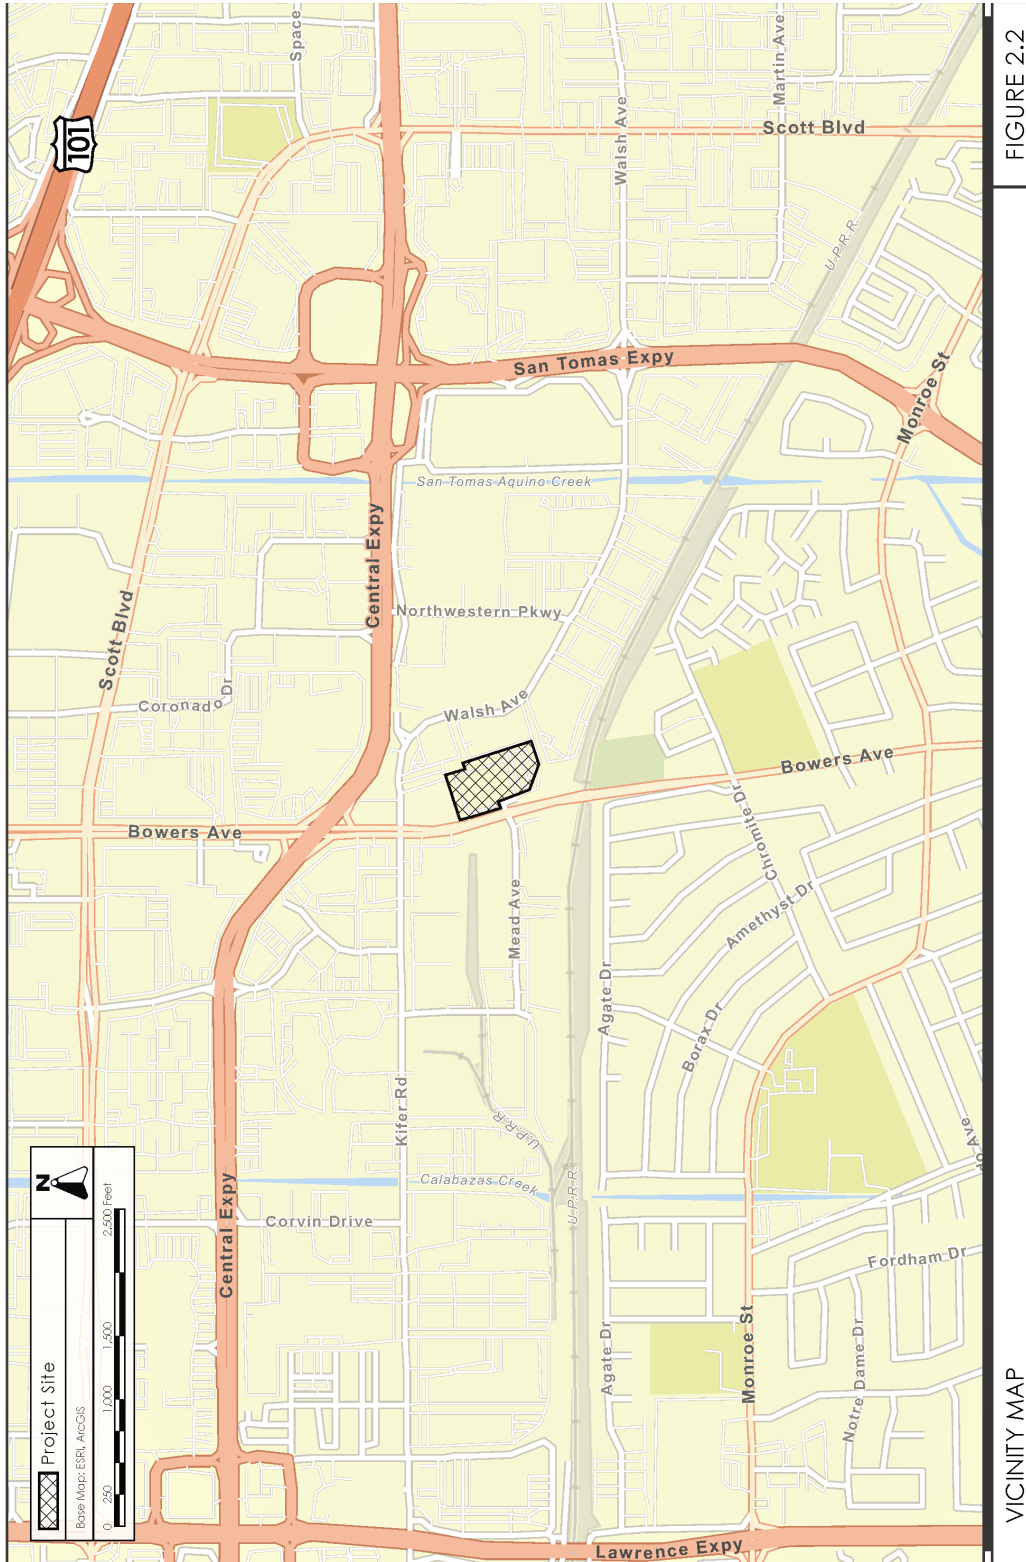 Project Site
N
Base Map: ESRI, ArcGIS
0 250 1,000 1,500 2,500 Feet
101
Space
Scott Blvd
Coronado Dr
Bowers Ave
Central Expy
Central Expy
Corvin Drive
Kifer Rd
Northwestern Pkwy
San Tomas Aquino Creek
San Tomas Expy
Walsh Ave
Walsh Ave
Martin Ave
Scott Blvd
Calabazas Creek
U.P.R.R.
Mead Ave
U.P.R.R.
U.P.R.R.
Agate Dr
Agate Dr
Lawrence Expy
Monroe St
Borax Dr
Amethyst Dr
Chromite Dr
Bowers Ave
Monroe St
Notre Dame Dr
Fordham Dr
op Ave
VICINITY MAP
FIGURE 2.2